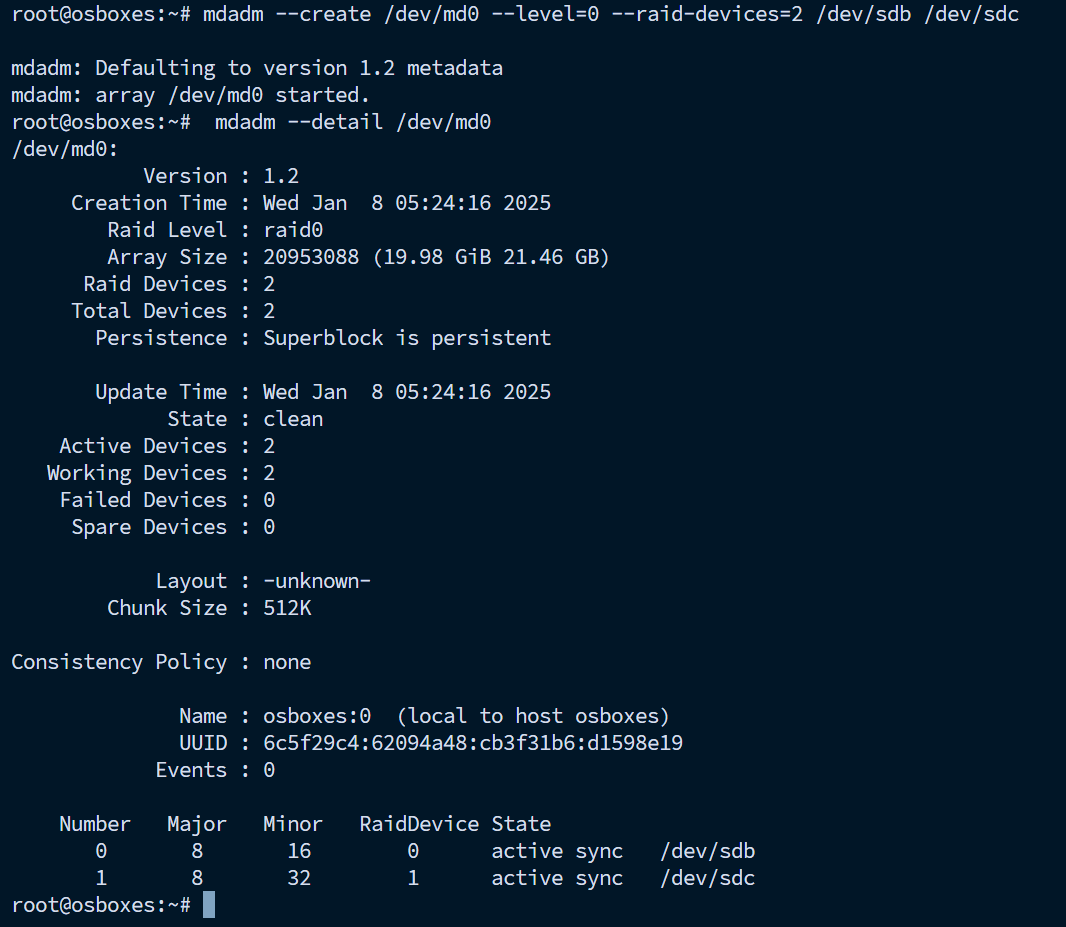 root@osboxes:~# mdadm --create /dev/md0 --level=0 --raid-devices=2 /dev/sdb /dev/sdc
mdadm: Defaulting to version 1.2 metadata
mdadm: array /dev/md0 started.
root@osboxes:~#  mdadm --detail /dev/md0
/dev/md0:
           Version : 1.2
     Creation Time : Wed Jan  8 05:24:16 2025
        Raid Level : raid0
        Array Size : 20953088 (19.98 GiB 21.46 GB)
      Raid Devices : 2
     Total Devices : 2
       Persistence : Superblock is persistent
       Update Time : Wed Jan  8 05:24:16 2025
             State : clean
    Active Devices : 2
   Working Devices : 2
    Failed Devices : 0
     Spare Devices : 0
            Layout : -unknown-
        Chunk Size : 512K
Consistency Policy : none
              Name : osboxes:0  (local to host osboxes)
              UUID : 6c5f29c4:62094a48:cb3f31b6:d1598e19
            Events : 0
    Number   Major   Minor   RaidDevice State
       0       8       16        0      active sync   /dev/sdb
       1       8       32        1      active sync   /dev/sdc
root@osboxes:~#